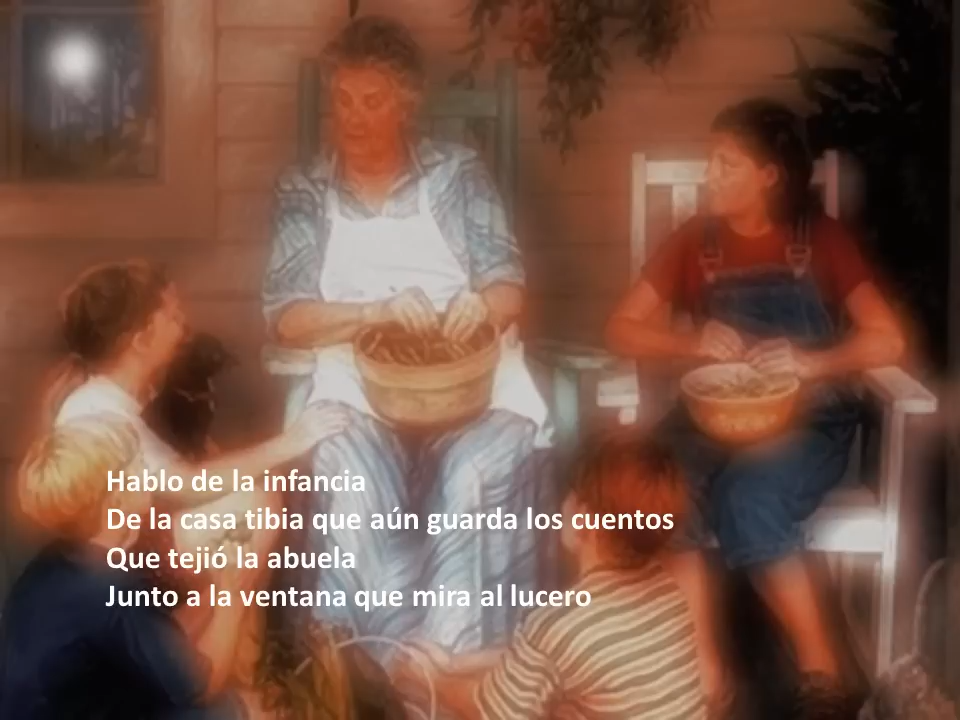 Hablo de la infancia
De la casa tibia que aún guarda los cuentos
Que tejió la abuela
Junto a la ventana que mira al lucero